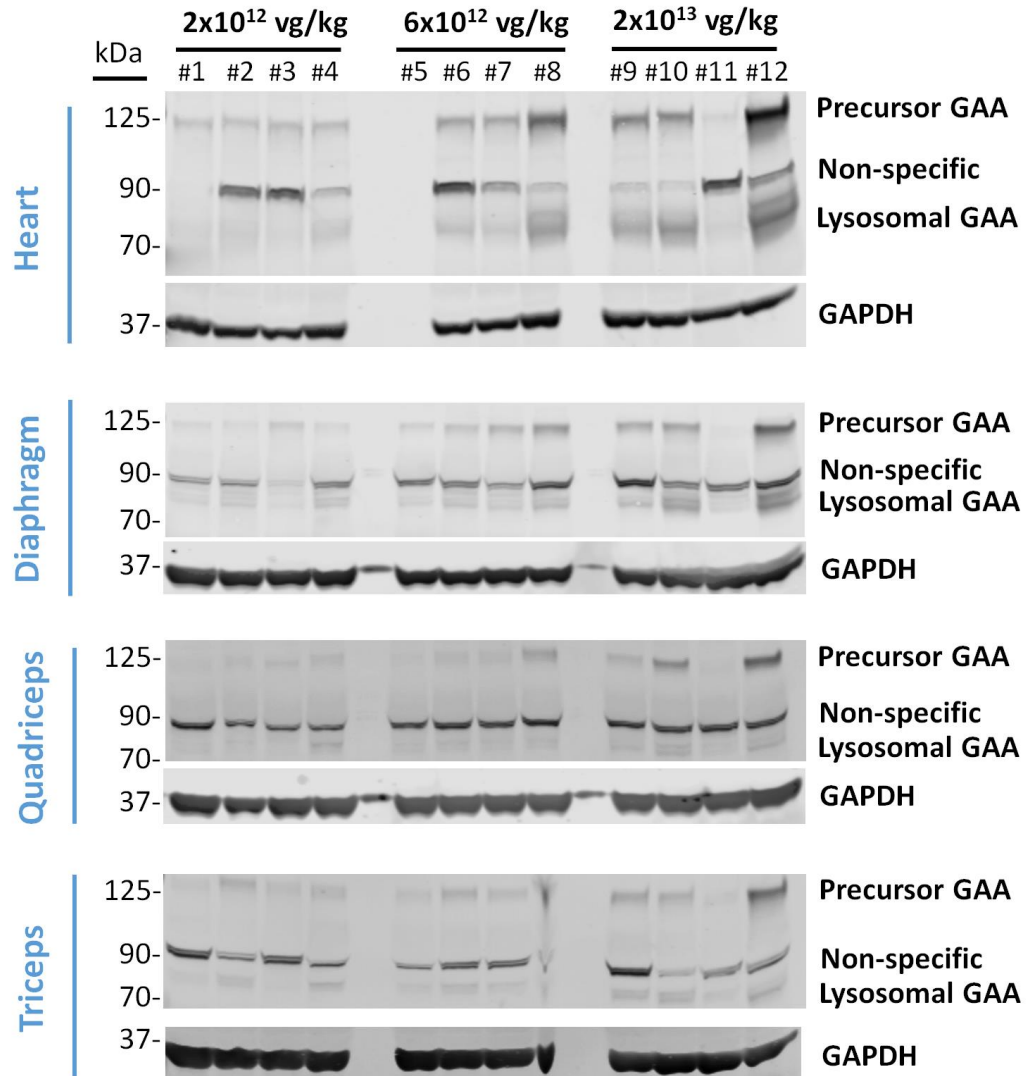 2x10¹² vg/kg 6x10¹² vg/kg 2x10¹³ vg/kg
kDa
#1 #2 #3 #4 #5 #6 #7 #8 #9 #10 #11 #12
Heart
125- Precursor GAA
90- Non-specific
Lysosomal GAA
70-
37- GAPDH
Diaphragm
125- Precursor GAA
90- Non-specific
Lysosomal GAA
70-
37- GAPDH
Quadriceps
125- Precursor GAA
90- Non-specific
Lysosomal GAA
70-
37- GAPDH
Triceps
125- Precursor GAA
90- Non-specific
Lysosomal GAA
70-
37- GAPDH